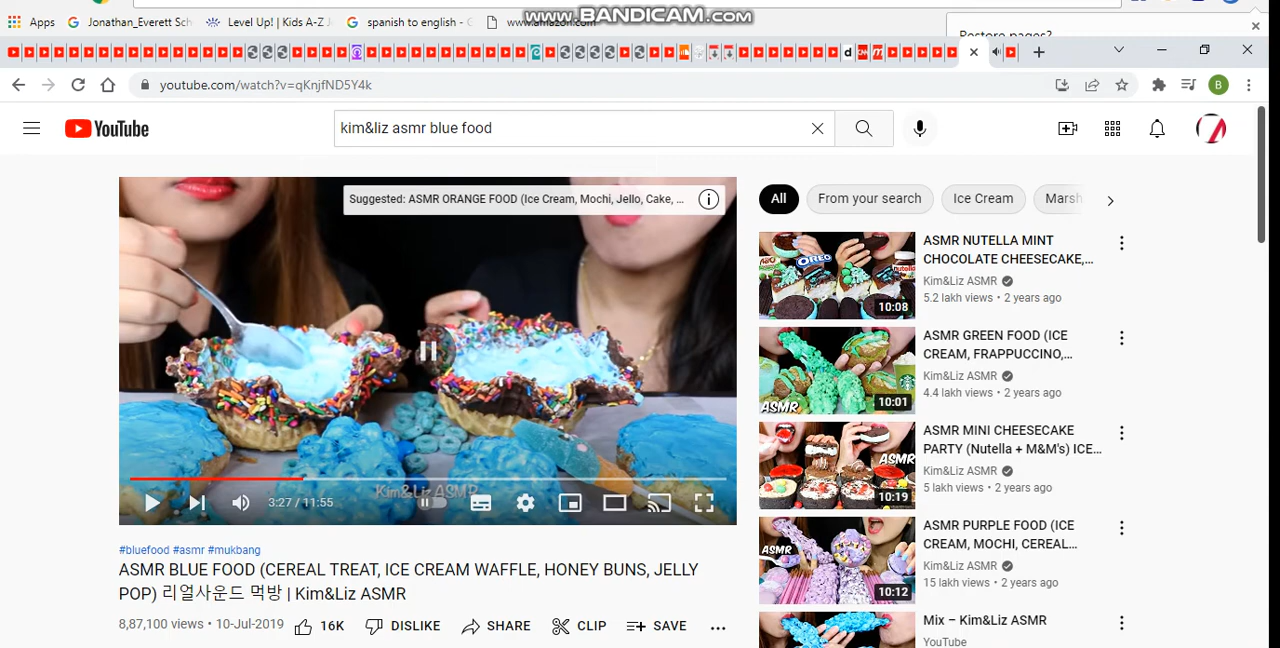 www.BANDICAM.com
Apps
Jonathan_Everett Sch
Level Up! | Kids A-Z
spanish to english - G
www.amazon.com
Restore pages?
youtube.com/watch?v=qKnjfND5Y4k
B
YouTube
kim&liz asmr blue food
Suggested: ASMR ORANGE FOOD (Ice Cream, Mochi, Jello, Cake, ...
Kim&Liz ASMR
3:27 / 11:55
#bluefood #asmr #mukbang
ASMR BLUE FOOD (CEREAL TREAT, ICE CREAM WAFFLE, HONEY BUNS, JELLY
POP) 리얼사운드 먹방 | Kim&Liz ASMR
8,87,100 views • 10-Jul-2019
16K
DISLIKE
SHARE
CLIP
SAVE
All
From your search
Ice Cream
Marsh
OREO
nutella
10:08
ASMR NUTELLA MINT
CHOCOLATE CHEESECAKE,...
Kim&Liz ASMR
5.2 lakh views • 2 years ago
ASMR
10:01
ASMR GREEN FOOD (ICE
CREAM, FRAPPUCCINO,...
Kim&Liz ASMR
4.4 lakh views • 2 years ago
ASMR
10:19
ASMR MINI CHEESECAKE
PARTY (Nutella + M&M's) ICE...
Kim&Liz ASMR
5 lakh views • 2 years ago
ASMR
10:12
ASMR PURPLE FOOD (ICE
CREAM, MOCHI, CEREAL...
Kim&Liz ASMR
15 lakh views • 2 years ago
Mix – Kim&Liz ASMR
YouTube